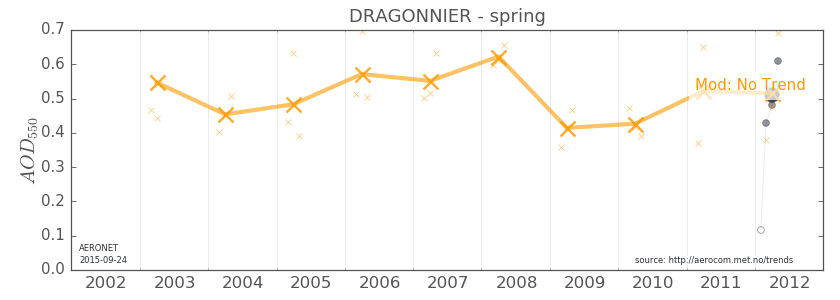 DRAGONNIER - spring
0.7
0.6
0.5
0.4
0.3
0.2
0.1
0.0
AOD550
Mod: No Trend
AERONET
2015-09-24
source: http://aerocom.met.no/trends
2002 2003 2004 2005 2006 2007 2008 2009 2010 2011 2012